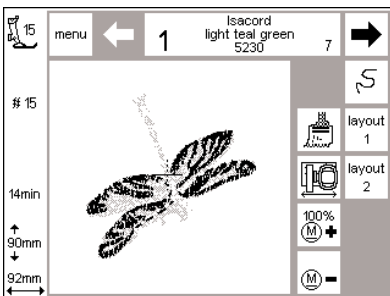 15
menu
1
Isacord
light teal green
5230
7
# 15
layout
1
layout
2
14min
100%
M +
90mm
92mm
M -